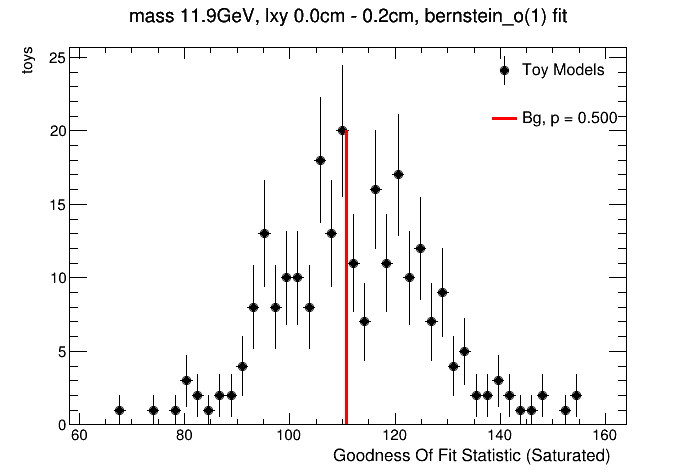 mass 11.9GeV, lxy 0.0cm - 0.2cm, bernstein_o(1) fit
toys
25
20
15
10
5
0
Toy Models
Bg, p = 0.500
60 80 100 120 140 160
Goodness Of Fit Statistic (Saturated)